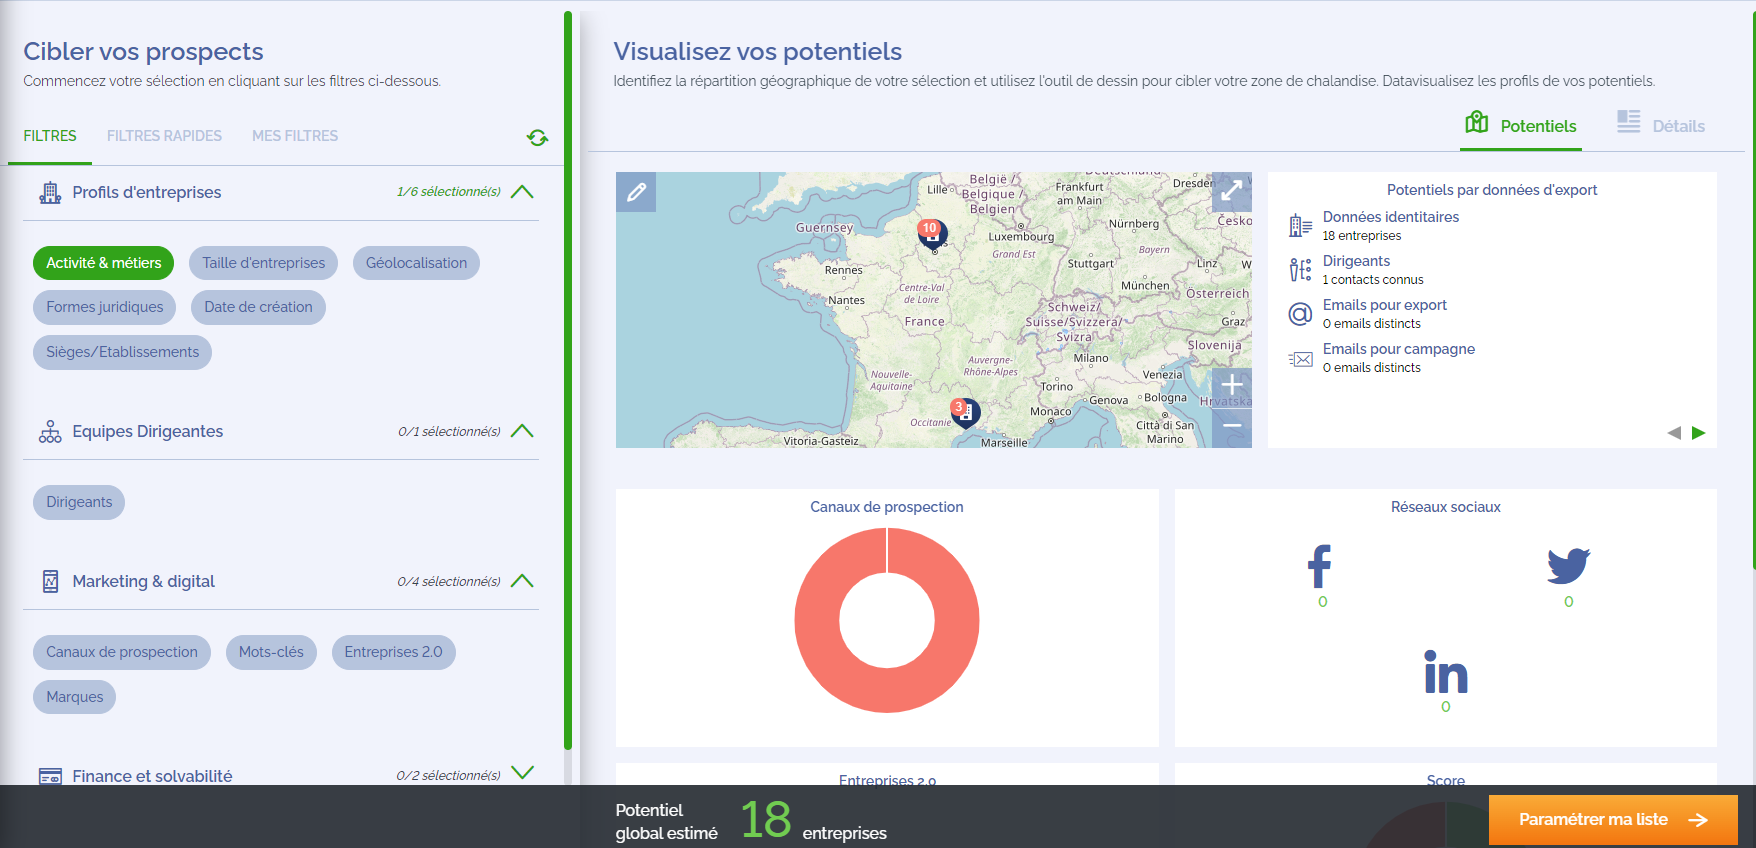 Cibler vos prospects
Commencez votre sélection en cliquant sur les filtres ci-dessous.
FILTRES
FILTRES RAPIDES
MES FILTRES
Profils d'entreprises
1/6 sélectionné(s)
Activité & métiers
Taille d'entreprises
Géolocalisation
Formes juridiques
Date de création
Sièges/Etablissements
Equipes Dirigeantes
0/1 sélectionné(s)
Dirigeants
Marketing & digital
0/4 sélectionné(s)
Canaux de prospection
Mots-clés
Entreprises 2.0
Marques
Finance et solvabilité
0/2 sélectionné(s)
Visualisez vos potentiels
Identifiez la répartition géographique de votre sélection et utilisez l'outil de dessin pour cibler votre zone de chalandise. Datavisualisez les profils de vos potentiels.
Potentiels
Détails
Deutschland
België /
Belgique /
Belgien
Lille
Frankfurt
am Main
Dresden
Guernsey
10
Luxembourg
Nürnberg
Česko
Grand Est
Bayern
Rennes
Stuttgart
Linz
W
München
Österreich
Nantes
Centre-Val
de Loire
France
Schweiz/
Suisse/Svizzera/
Svizra
Graz
Slovenija
Auvergne-
Rhône-Alpes
Milano
Nouvelle-
Aquitaine
Venezia
Torino
Genova
Bologna
Hrvatska
3
Monaco
Occitanie
Città di San
Marino
Vitoria-Gasteiz
Marseille
Potentiels par données d'export
Données identitaires
18 entreprises
Dirigeants
1 contacts connus
Emails pour export
0 emails distincts
Emails pour campagne
0 emails distincts
Canaux de prospection
Réseaux sociaux
0
0
0
Entreprises 2.0
Score
Potentiel
global estimé
18
entreprises
Paramétrer ma liste